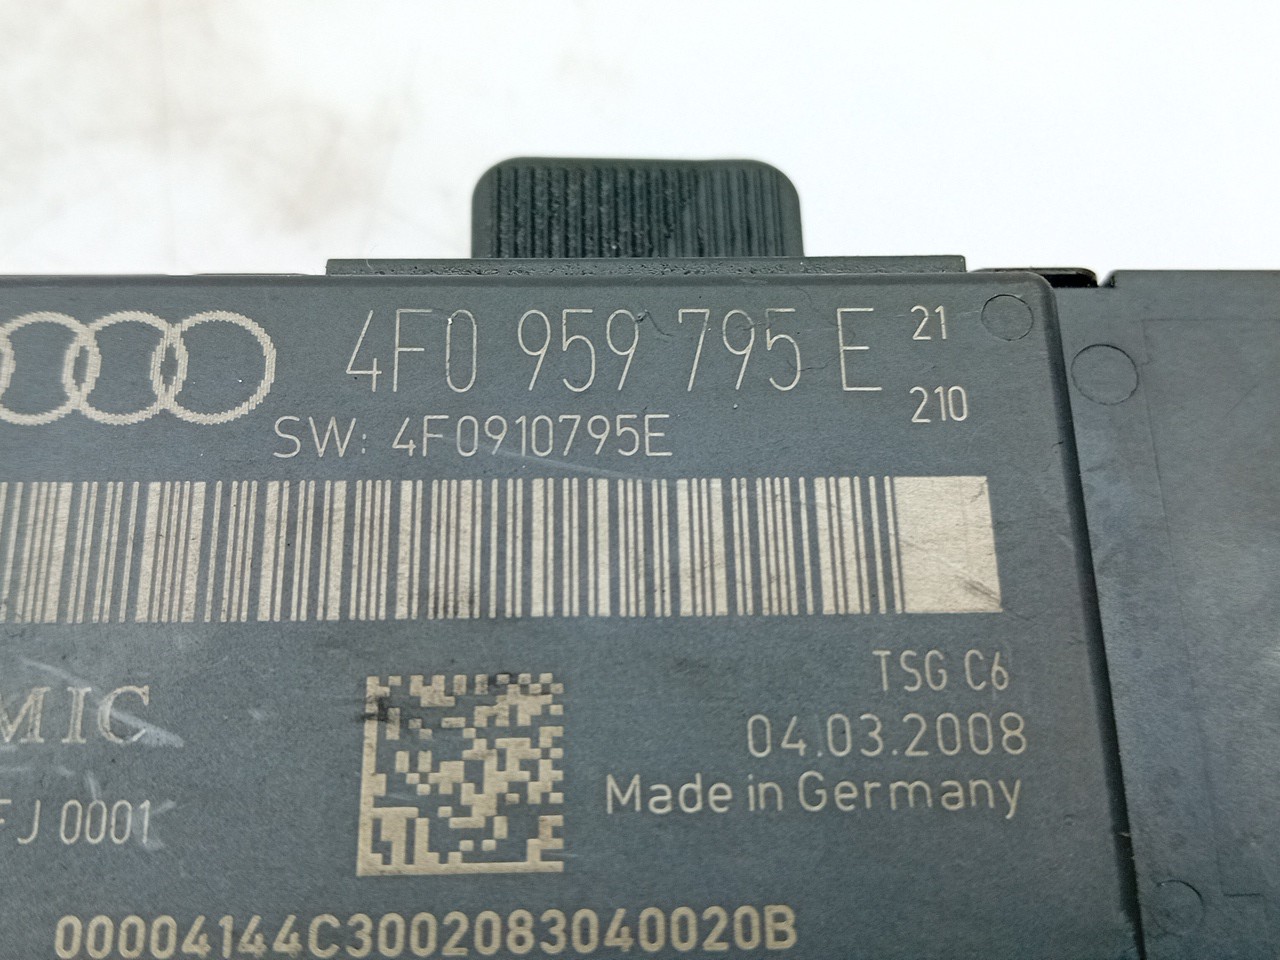 4F0 959 795 E 21
210
SW: 4F0910795E
TSG C6
MIC
04.03.2008
Made in Germany
FJ 0001
00004144C3002083040020B